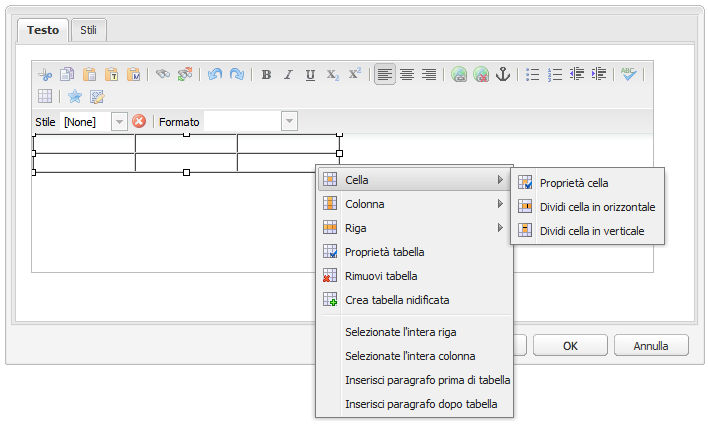 Testo
Stili
B I U X₂ X²
ABC
Stile [None] Formato
Cella
Colonna
Riga
Proprietà tabella
Rimuovi tabella
Crea tabella nidificata
Selezionate l'intera riga
Selezionate l'intera colonna
Inserisci paragrafo prima di tabella
Inserisci paragrafo dopo tabella
Proprietà cella
Dividi cella in orizzontale
Dividi cella in verticale
OK
Annulla